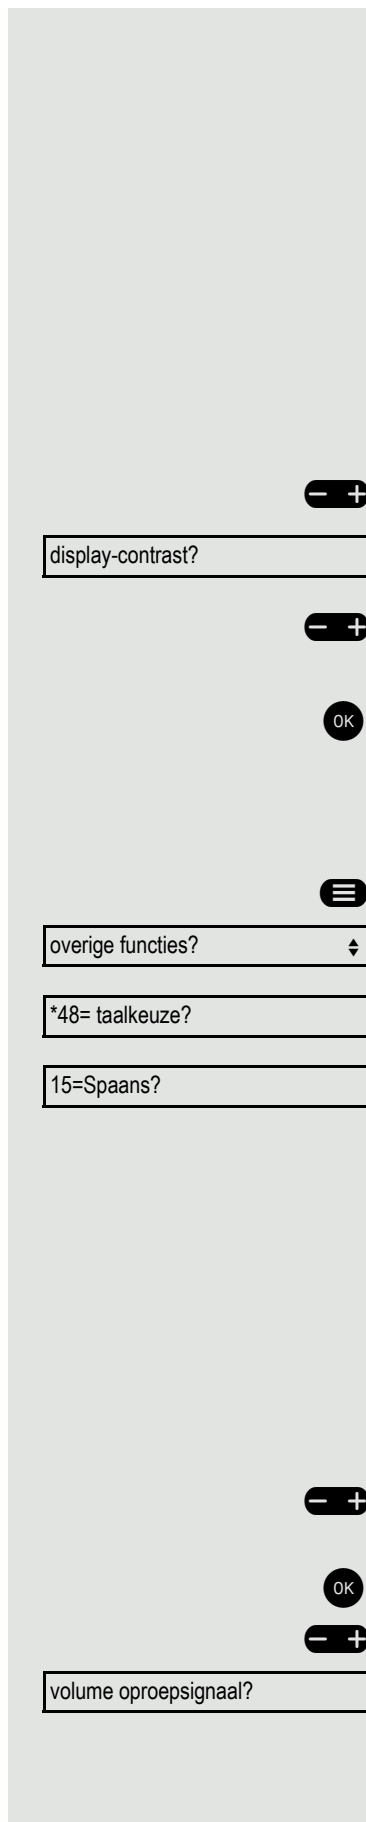 − +
display-contrast?
− +
OK
overige functies?
*48= taalkeuze?
15=Spaans?
− +
OK
− +
volume oproepsignaal?